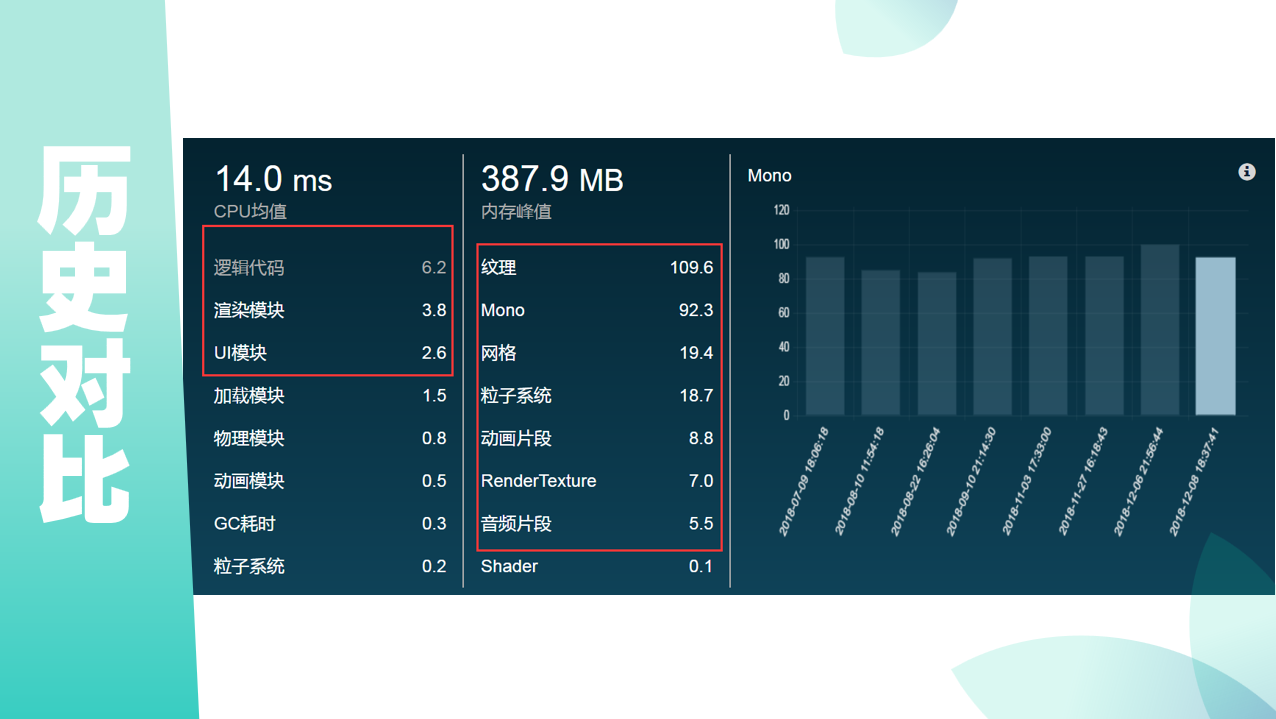 历史对比
14.0 ms
CPU均值
逻辑代码 6.2
渲染模块 3.8
UI模块 2.6
加载模块 1.5
物理模块 0.8
动画模块 0.5
GC耗时 0.3
粒子系统 0.2
387.9 MB
内存峰值
纹理 109.6
Mono 92.3
网格 19.4
粒子系统 18.7
动画片段 8.8
RenderTexture 7.0
音频片段 5.5
Shader 0.1
Mono
120
100
80
60
40
20
0
2018-07-09 18:06:18
2018-08-10 11:54:18
2018-08-22 16:26:04
2018-09-10 21:14:30
2018-11-03 17:33:00
2018-11-27 16:18:43
2018-12-06 21:56:44
2018-12-08 18:37:41